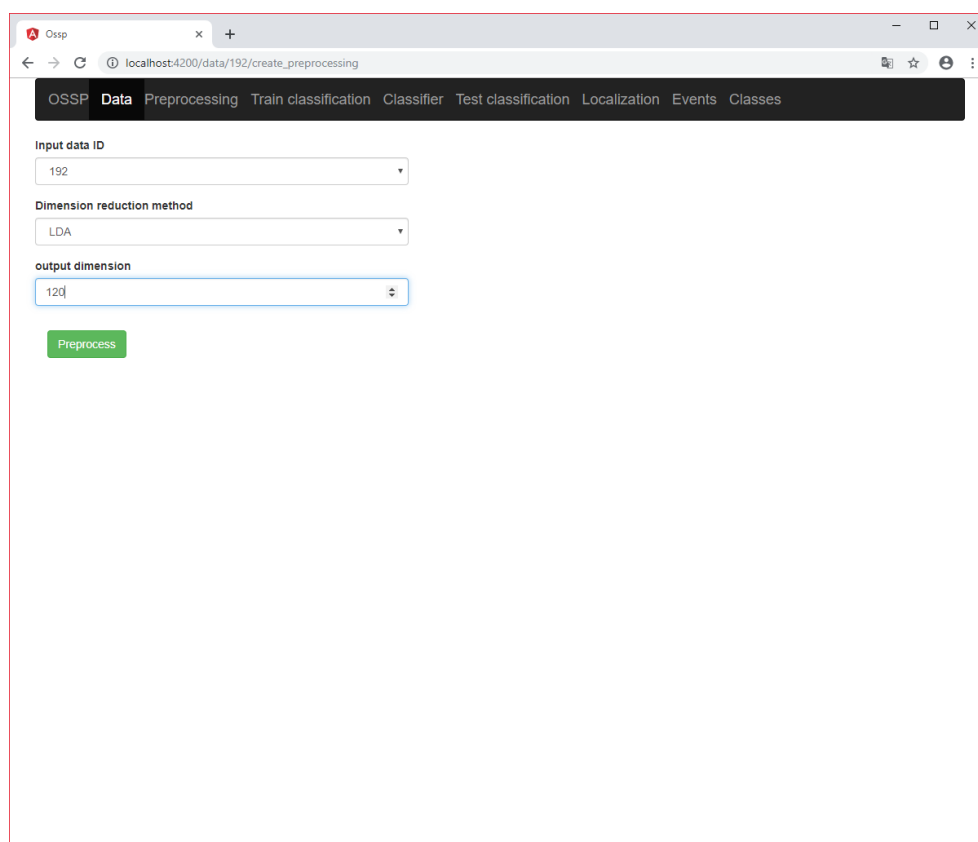 Ossp
localhost:4200/data/192/create_preprocessing
OSSP Data Preprocessing Train classification Classifier Test classification Localization Events Classes
Input data ID
192
Dimension reduction method
LDA
output dimension
120
Preprocess